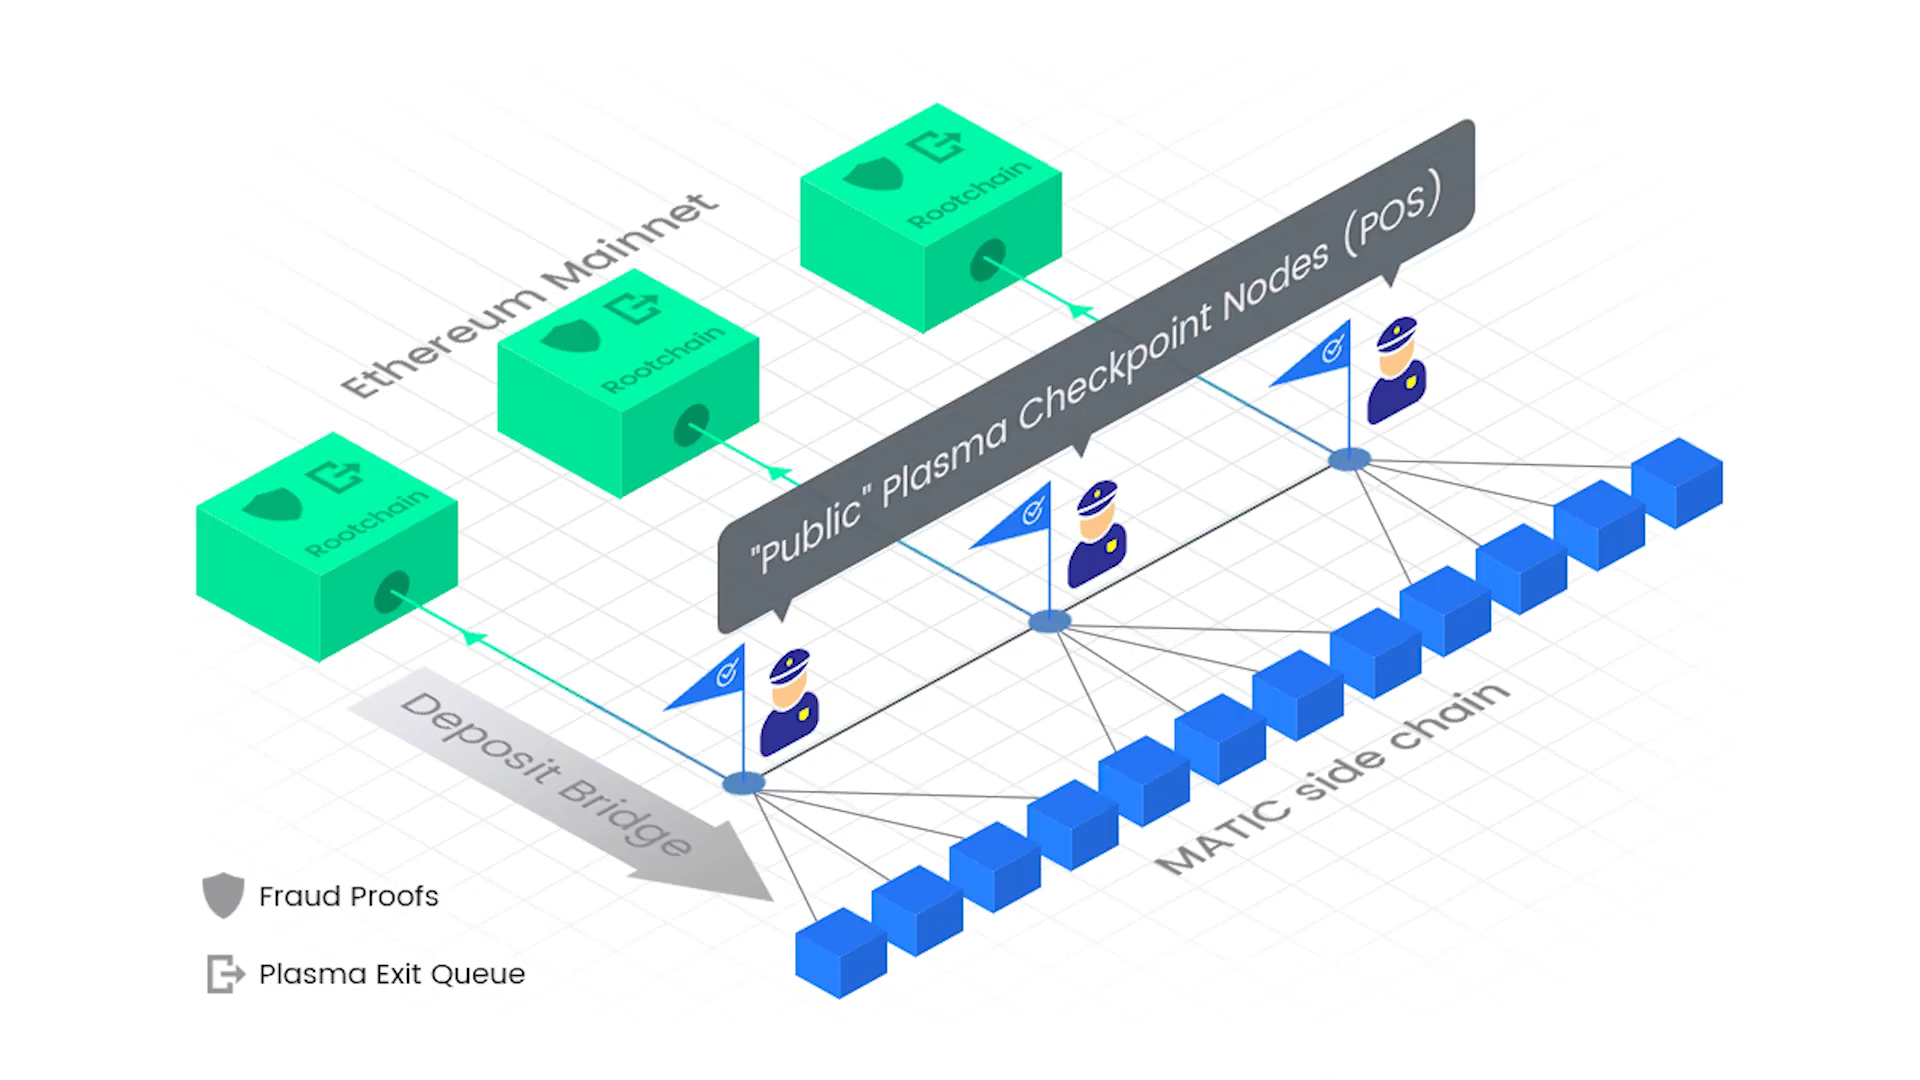 Rootchain
Ethereum Mainnet
Rootchain
Rootchain
"Public" Plasma Checkpoint Nodes (POS)
Deposit Bridge
MATIC side chain
Fraud Proofs
Plasma Exit Queue